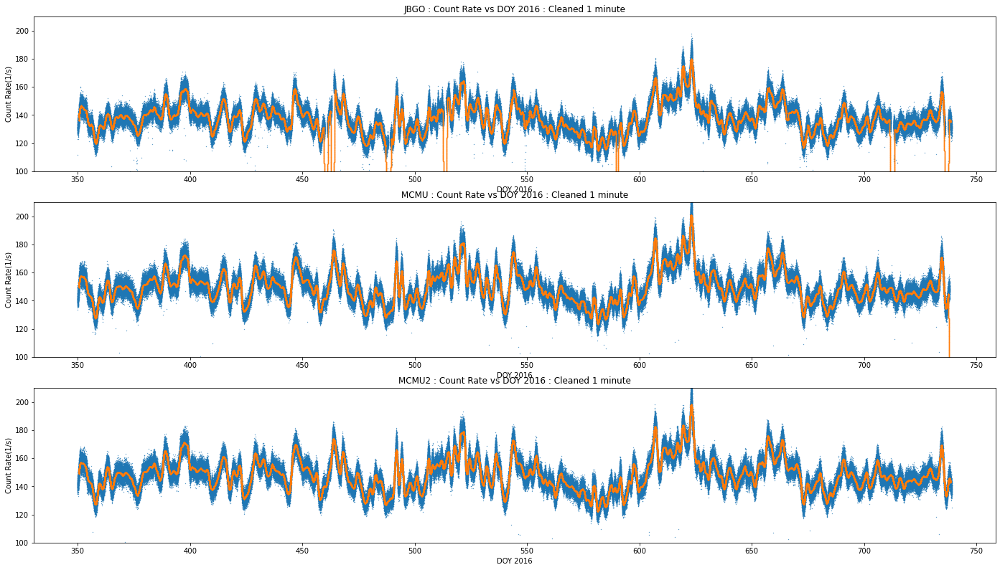 JBGO : Count Rate vs DOY 2016 : Cleaned 1 minute
Count Rate(1/s)
200
180
160
140
120
100
350 400 450 500 550 600 650 700 750
DOY 2016
MCMU : Count Rate vs DOY 2016 : Cleaned 1 minute
Count Rate(1/s)
200
180
160
140
120
100
350 400 450 500 550 600 650 700 750
DOY 2016
MCMU2 : Count Rate vs DOY 2016 : Cleaned 1 minute
Count Rate(1/s)
200
180
160
140
120
100
350 400 450 500 550 600 650 700 750
DOY 2016